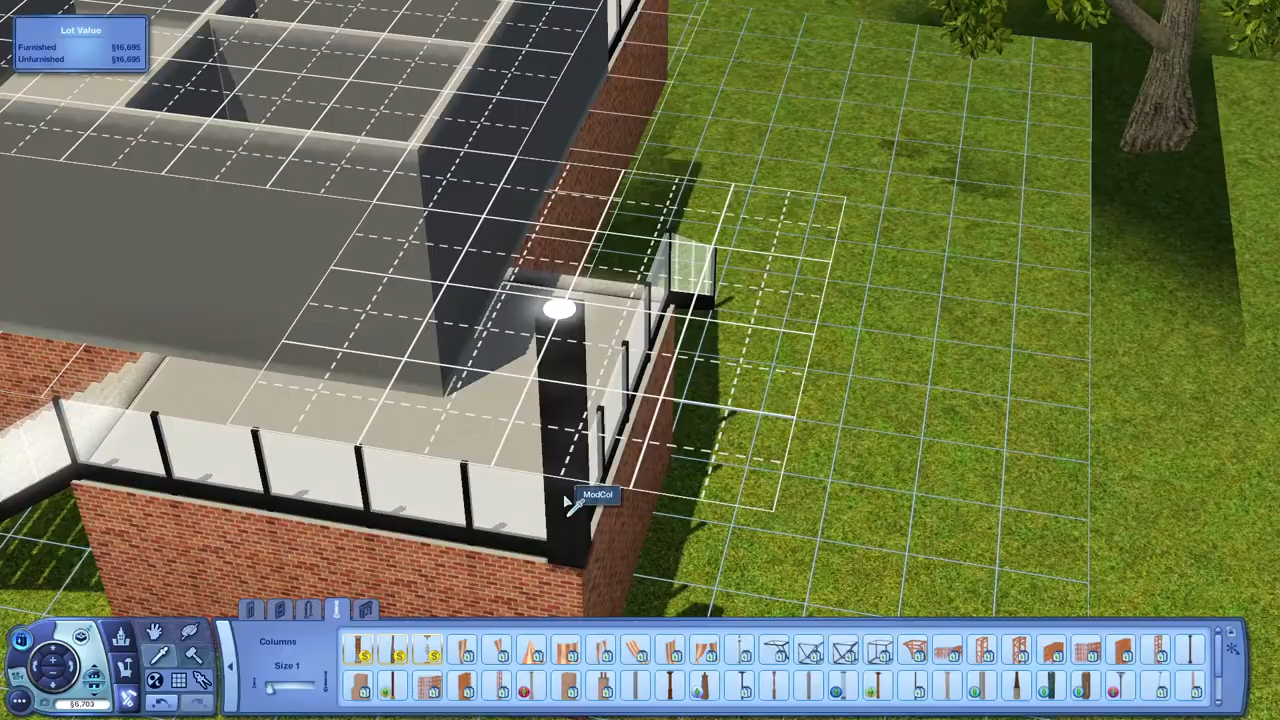 Lot Value
Furnished §16,695
Unfurnished §16,695
ModCol
Columns
Size 1
§6,703